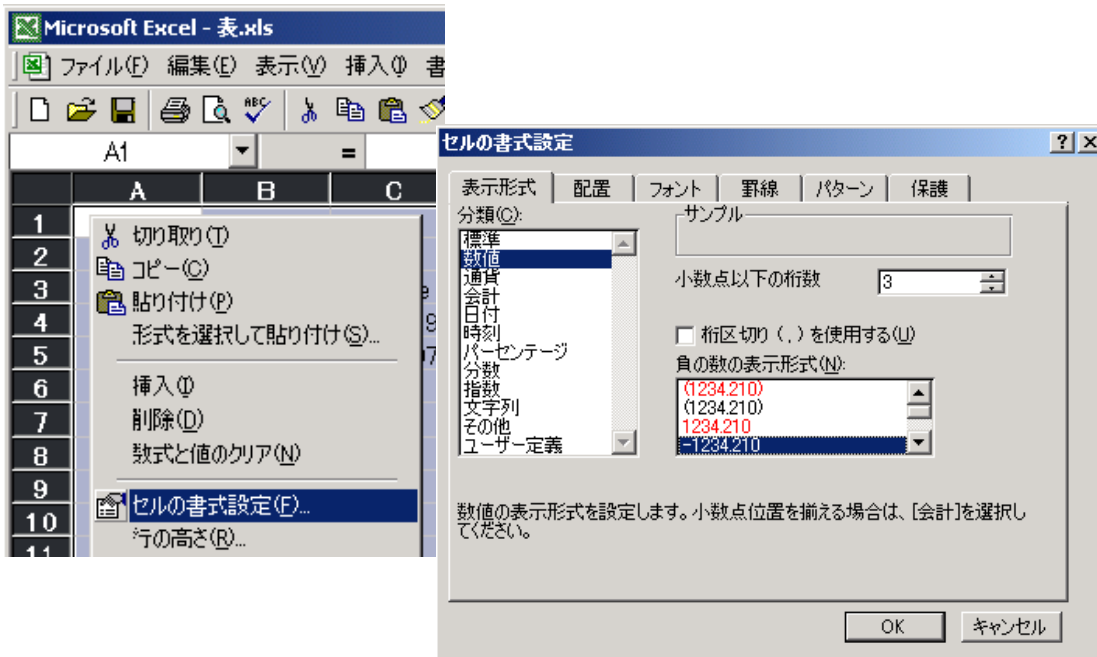 Microsoft Excel - 表.xls
ファイル(F) 編集(E) 表示(V) 挿入(I) 書
ABC
A1 =
A B C
1
2
3
4 9
5 07
6
7
8
9
10
11
切り取り(T)
コピー(C)
貼り付け(P)
形式を選択して貼り付け(S)...
挿入(I)
削除(D)
数式と値のクリア(N)
セルの書式設定(F)...
行の高さ(R)...
セルの書式設定
表示形式 配置 フォント 罫線 パターン 保護
分類(C):
標準
数値
通貨
会計
日付
時刻
パーセンテージ
分数
指数
文字列
その他
ユーザー定義
サンプル
小数点以下の桁数 3
桁区切り(,)を使用する(U)
負の数の表示形式(N):
(1234.210)
(1234.210)
1234.210
-1234.210
数値の表示形式を設定します。小数点位置を揃える場合は、[会計]を選択し
てください。
OK キャンセル